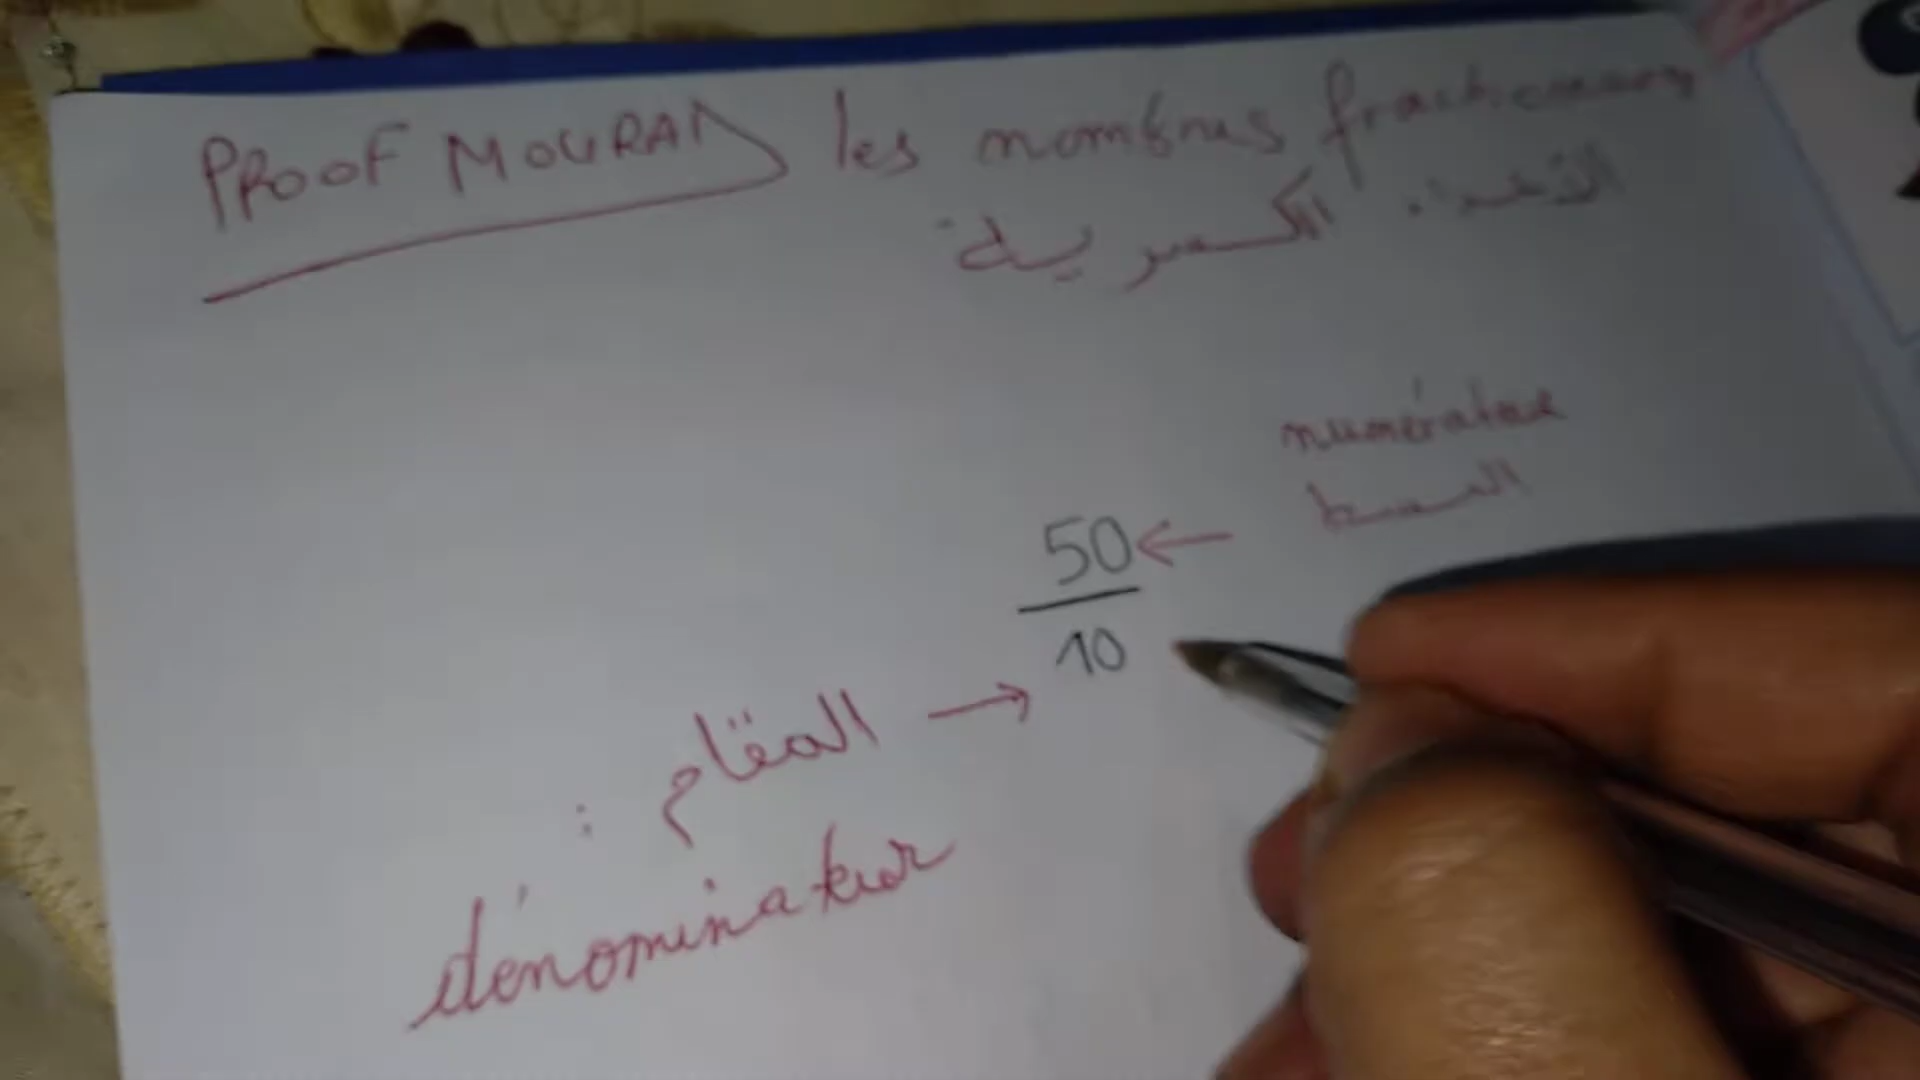 PROOF MOURAD les nombres fractionnaires
الأعداد الكسرية
numérateur
البسط
50
10
المقام :
dénominateur